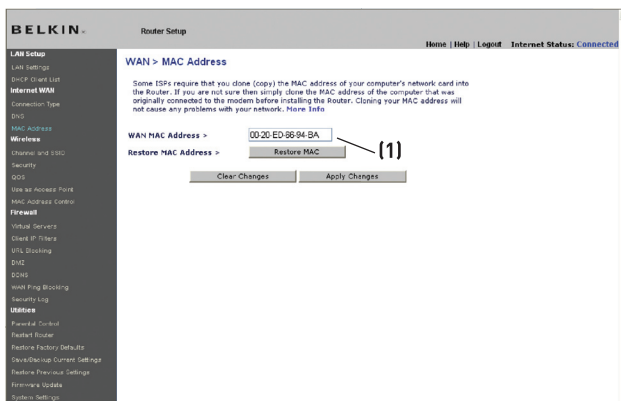 BELKIN®
Router Setup
Home | Help | Logout Internet Status: Connected
LAN Setup
LAN Settings
DHCP Client List
Internet WAN
Connection Type
DNS
MAC Address
Wireless
Channel and SSID
Security
QOS
Use as Access Point
MAC Address Control
Firewall
Virtual Servers
Client IP Filters
URL Blocking
DMZ
DDNS
WAN Ping Blocking
Security Log
Utilities
Parental Control
Restart Router
Restore Factory Defaults
Save/Backup Current Settings
Restore Previous Settings
Firmware Update
System Settings
WAN > MAC Address
Some ISPs require that you clone (copy) the MAC address of your computer's network card into
the Router. If you are not sure then simply clone the MAC address of the computer that was
originally connected to the modem before installing the Router. Cloning your MAC address will
not cause any problems with your network. More Info
WAN MAC Address > 00-20-ED-86-94-BA
(1)
Restore MAC Address > Restore MAC
Clear Changes Apply Changes